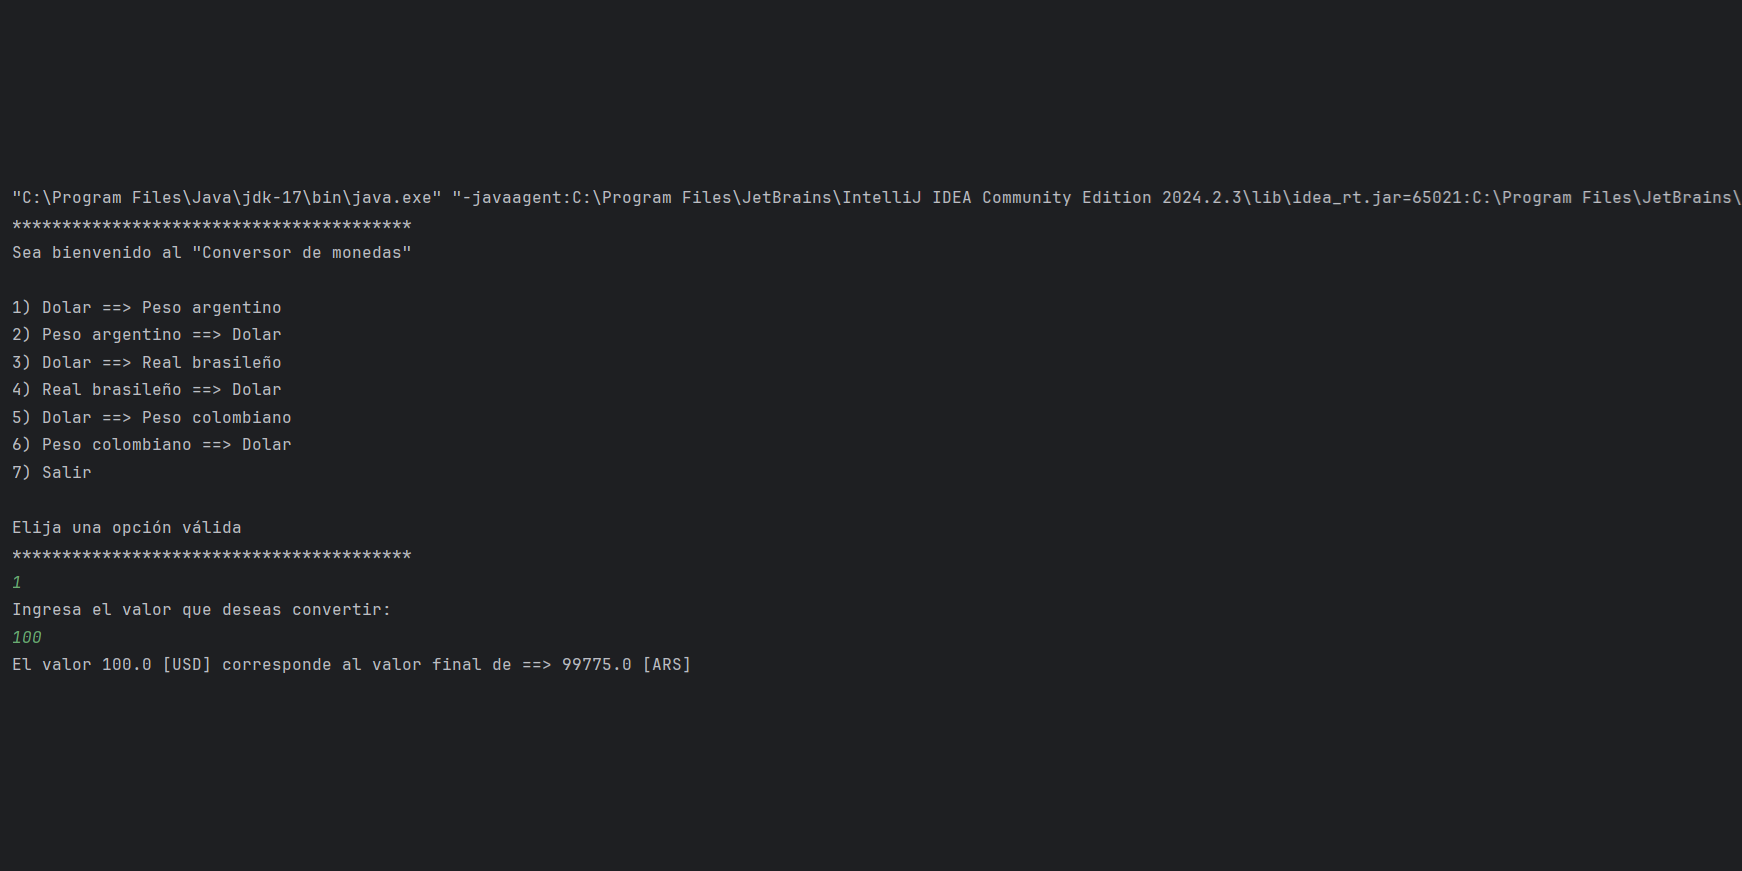 "C:\Program Files\Java\jdk-17\bin\java.exe" "-javaagent:C:\Program Files\JetBrains\IntelliJ IDEA Community Edition 2024.2.3\lib\idea_rt.jar=65021:C:\Program Files\JetBrains\
****************************************
Sea bienvenido al "Conversor de monedas"
1) Dolar ==> Peso argentino
2) Peso argentino ==> Dolar
3) Dolar ==> Real brasileño
4) Real brasileño ==> Dolar
5) Dolar ==> Peso colombiano
6) Peso colombiano ==> Dolar
7) Salir
Elija una opción válida
****************************************
1
Ingresa el valor que deseas convertir:
100
El valor 100.0 [USD] corresponde al valor final de ==> 99775.0 [ARS]